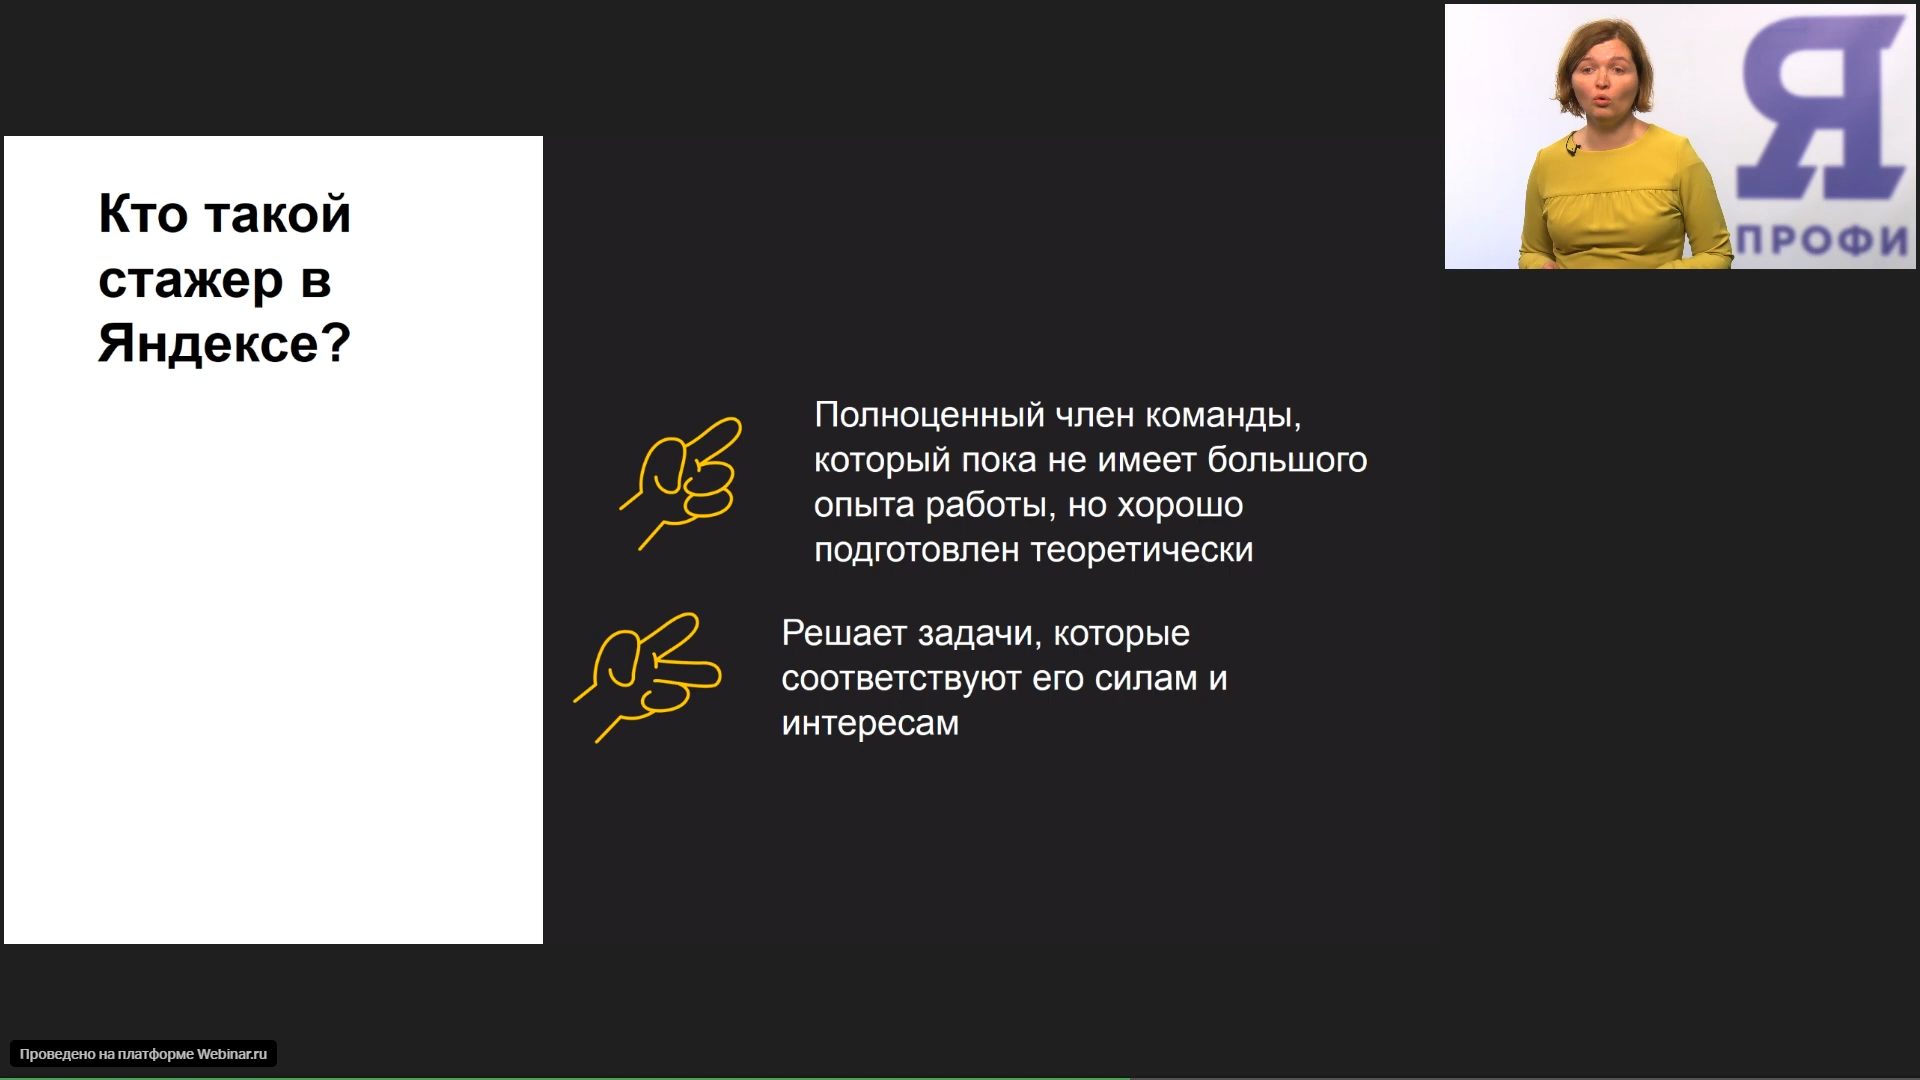 Кто такой
стажер в
Яндексе?
Полноценный член команды,
который пока не имеет большого
опыта работы, но хорошо
подготовлен теоретически
Решает задачи, которые
соответствуют его силам и
интересам
Я
ПРОФИ
Проведено на платформе Webinar.ru